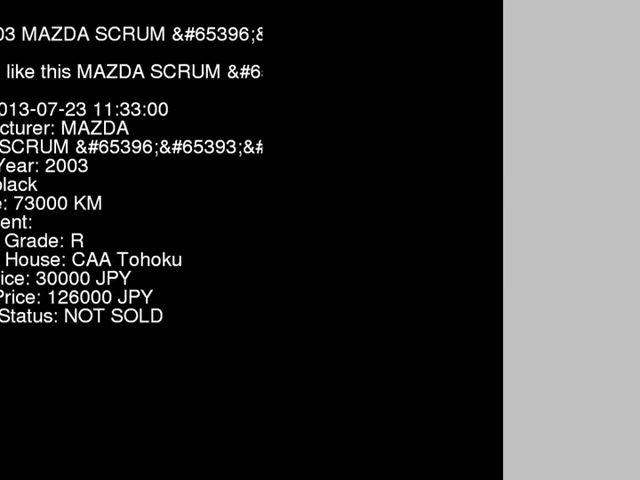 03 MAZDA SCRUM &#65396;&
like this MAZDA SCRUM &#6
013-07-23 11:33:00
cturer: MAZDA
SCRUM &#65396;&#65393;&#
Year: 2003
black
e: 73000 KM
ent:
Grade: R
House: CAA Tohoku
ice: 30000 JPY
Price: 126000 JPY
Status: NOT SOLD